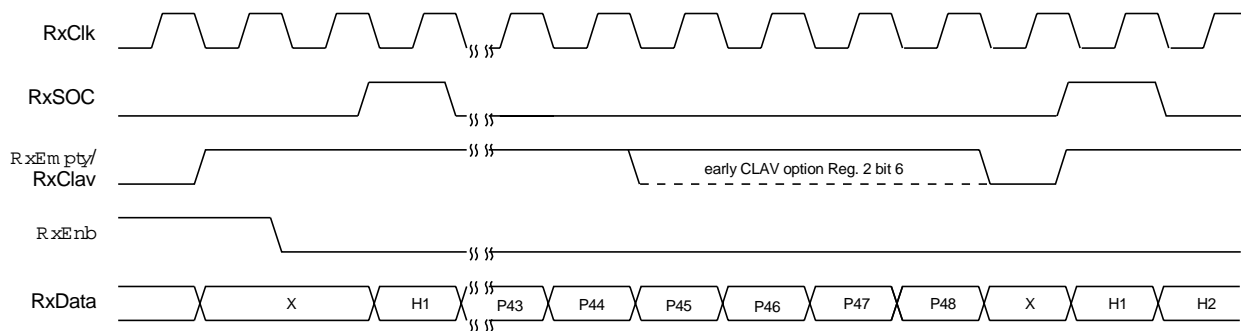 RxClk
RxSOC
RxEmpty/
RxClav
early CLAV option Reg. 2 bit 6
RxEnb
RxData
X H1 P43 P44 P45 P46 P47 P48 X H1 H2